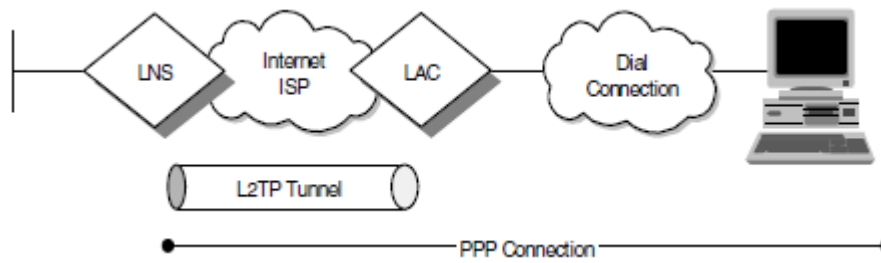 LNS
Internet
ISP
LAC
Dial
Connection
L2TP Tunnel
PPP Connection